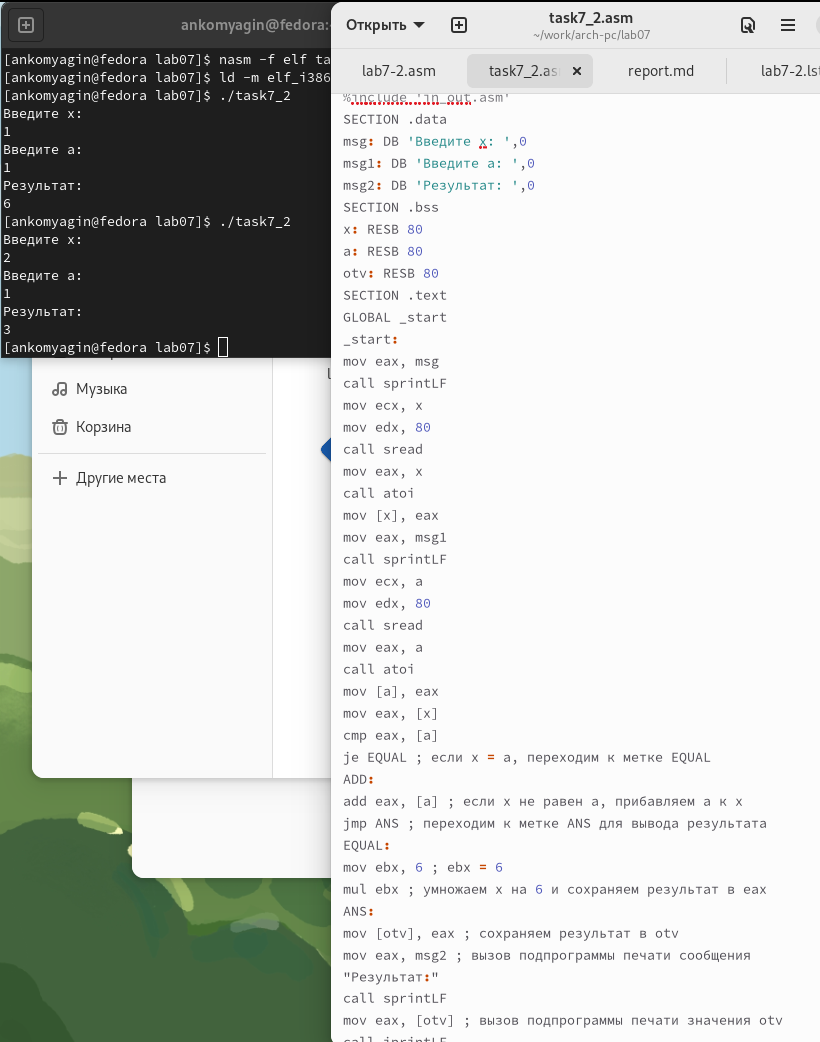 ankomyagin@fedora:
[ankomyagin@fedora lab07]$ nasm -f elf ta
[ankomyagin@fedora lab07]$ ld -m elf_i386
[ankomyagin@fedora lab07]$ ./task7_2
Введите x:
1
Введите a:
1
Результат:
6
[ankomyagin@fedora lab07]$ ./task7_2
Введите x:
2
Введите a:
1
Результат:
3
[ankomyagin@fedora lab07]$
Музыка
Корзина
Другие места
Открыть
task7_2.asm
~/work/arch-pc/lab07
lab7-2.asm
task7_2.as
report.md
lab7-2.lst
%include 'in_out.asm'
SECTION .data
msg: DB 'Введите x: ',0
msg1: DB 'Введите a: ',0
msg2: DB 'Результат: ',0
SECTION .bss
x: RESB 80
a: RESB 80
otv: RESB 80
SECTION .text
GLOBAL _start
_start:
mov eax, msg
call sprintLF
mov ecx, x
mov edx, 80
call sread
mov eax, x
call atoi
mov [x], eax
mov eax, msg1
call sprintLF
mov ecx, a
mov edx, 80
call sread
mov eax, a
call atoi
mov [a], eax
mov eax, [x]
cmp eax, [a]
je EQUAL ; если x = a, переходим к метке EQUAL
ADD:
add eax, [a] ; если x не равен a, прибавляем a к x
jmp ANS ; переходим к метке ANS для вывода результата
EQUAL:
mov ebx, 6 ; ebx = 6
mul ebx ; умножаем x на 6 и сохраняем результат в eax
ANS:
mov [otv], eax ; сохраняем результат в otv
mov eax, msg2 ; вызов подпрограммы печати сообщения
"Результат:"
call sprintLF
mov eax, [otv] ; вызов подпрограммы печати значения otv
call iprintLF